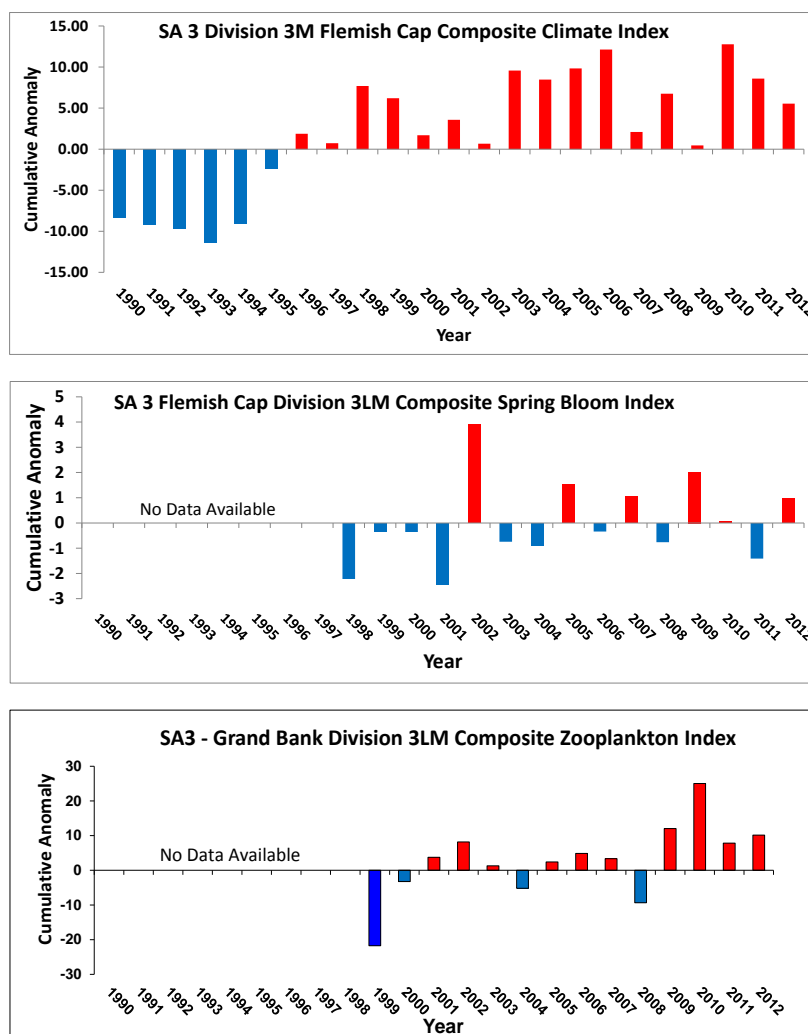 SA 3 Division 3M Flemish Cap Composite Climate Index
Cumulative Anomaly
15.00
10.00
5.00
0.00
-5.00
-10.00
-15.00
1990 1991 1992 1993 1994 1995 1996 1997 1998 1999 2000 2001 2002 2003 2004 2005 2006 2007 2008 2009 2010 2011 2012
Year
SA 3 Flemish Cap Division 3LM Composite Spring Bloom Index
Cumulative Anomaly
5
4
3
2
1
0
-1
-2
-3
No Data Available
1990 1991 1992 1993 1994 1995 1996 1997 1998 1999 2000 2001 2002 2003 2004 2005 2006 2007 2008 2009 2010 2011 2012
Year
SA3 - Grand Bank Division 3LM Composite Zooplankton Index
Cumulative Anomaly
30
20
10
0
-10
-20
-30
No Data Available
1990 1991 1992 1993 1994 1995 1996 1997 1998 1999 2000 2001 2002 2003 2004 2005 2006 2007 2008 2009 2010 2011 2012
Year